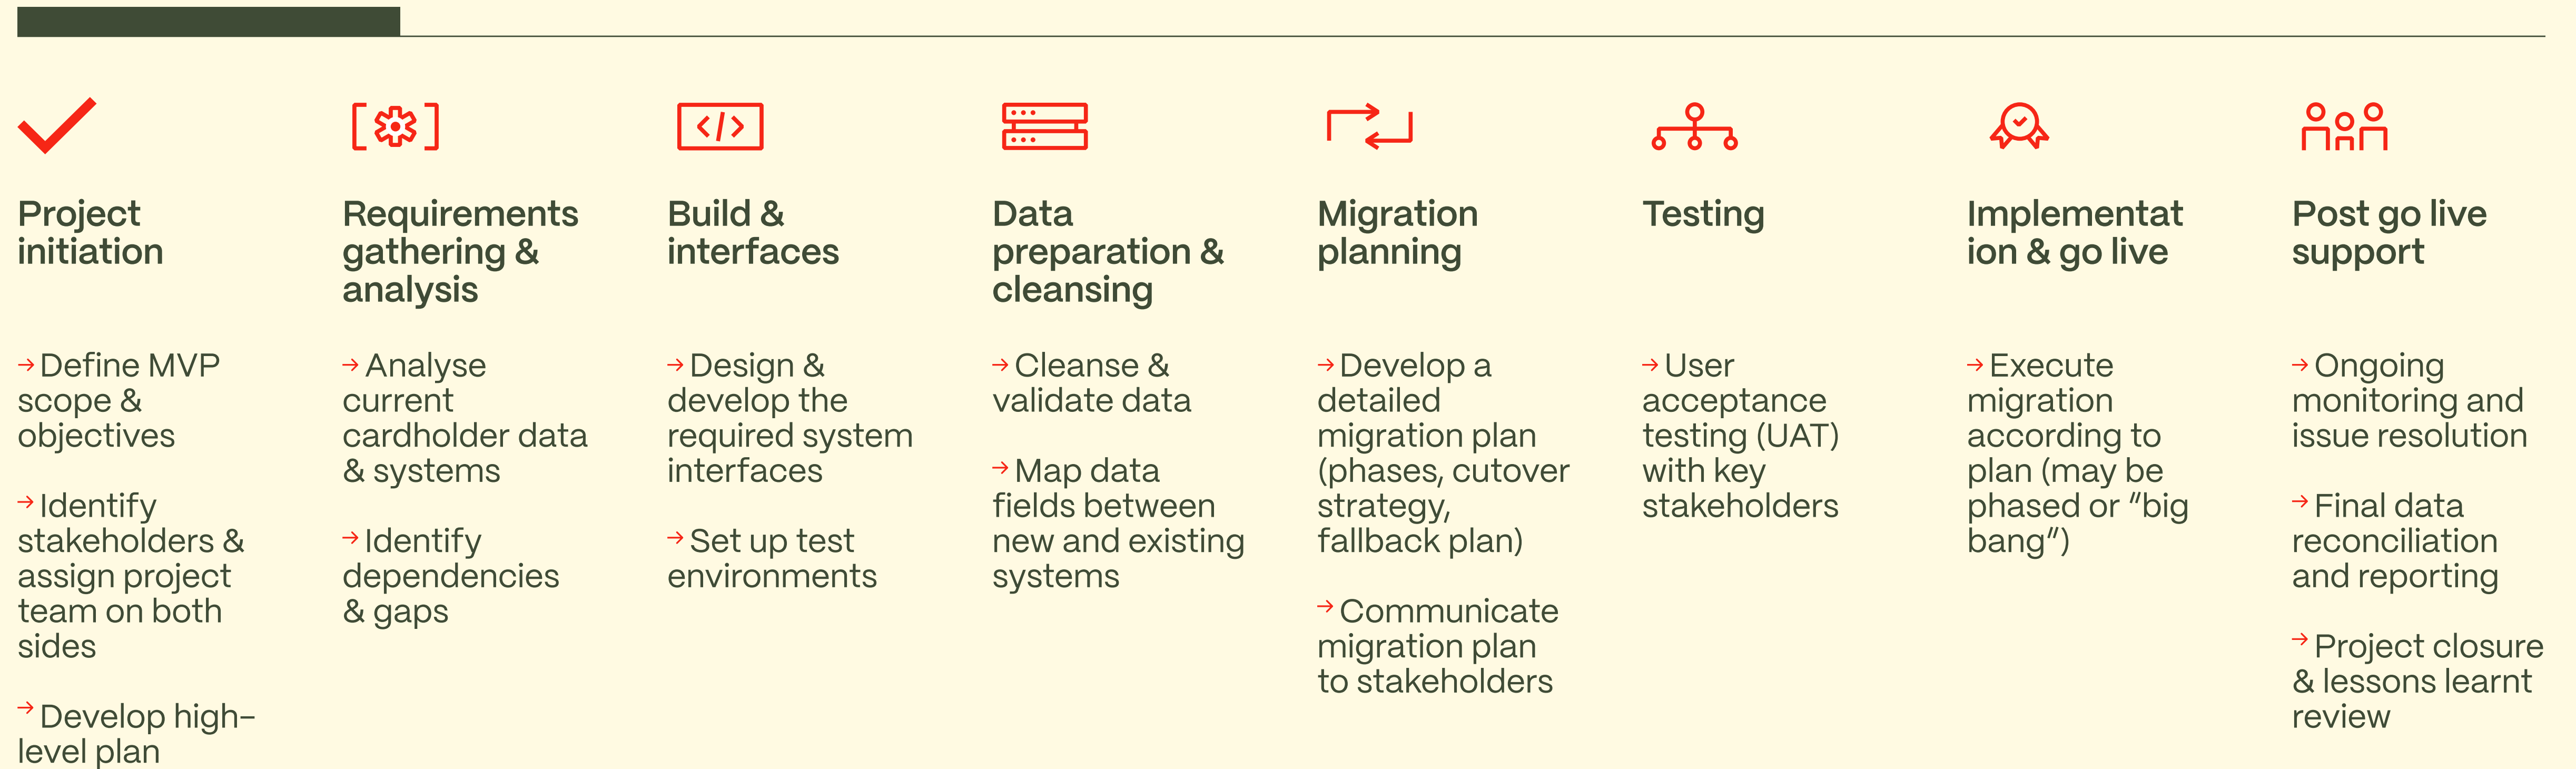 Project
initiation
→ Define MVP
scope &
objectives
→ Identify
stakeholders &
assign project
team on both
sides
→ Develop high-
level plan
Requirements
gathering &
analysis
→ Analyse
current
cardholder data
& systems
→ Identify
dependencies
& gaps
Build &
interfaces
→ Design &
develop the
required system
interfaces
→ Set up test
environments
Data
preparation &
cleansing
→ Cleanse &
validate data
→ Map data
fields between
new and existing
systems
Migration
planning
→ Develop a
detailed
migration plan
(phases, cutover
strategy,
fallback plan)
→ Communicate
migration plan
to stakeholders
Testing
→ User
acceptance
testing (UAT)
with key
stakeholders
Implementat
ion & go live
→ Execute
migration
according to
plan (may be
phased or “big
bang”)
Post go live
support
→ Ongoing
monitoring and
issue resolution
→ Final data
reconciliation
and reporting
→ Project closure
& lessons learnt
review